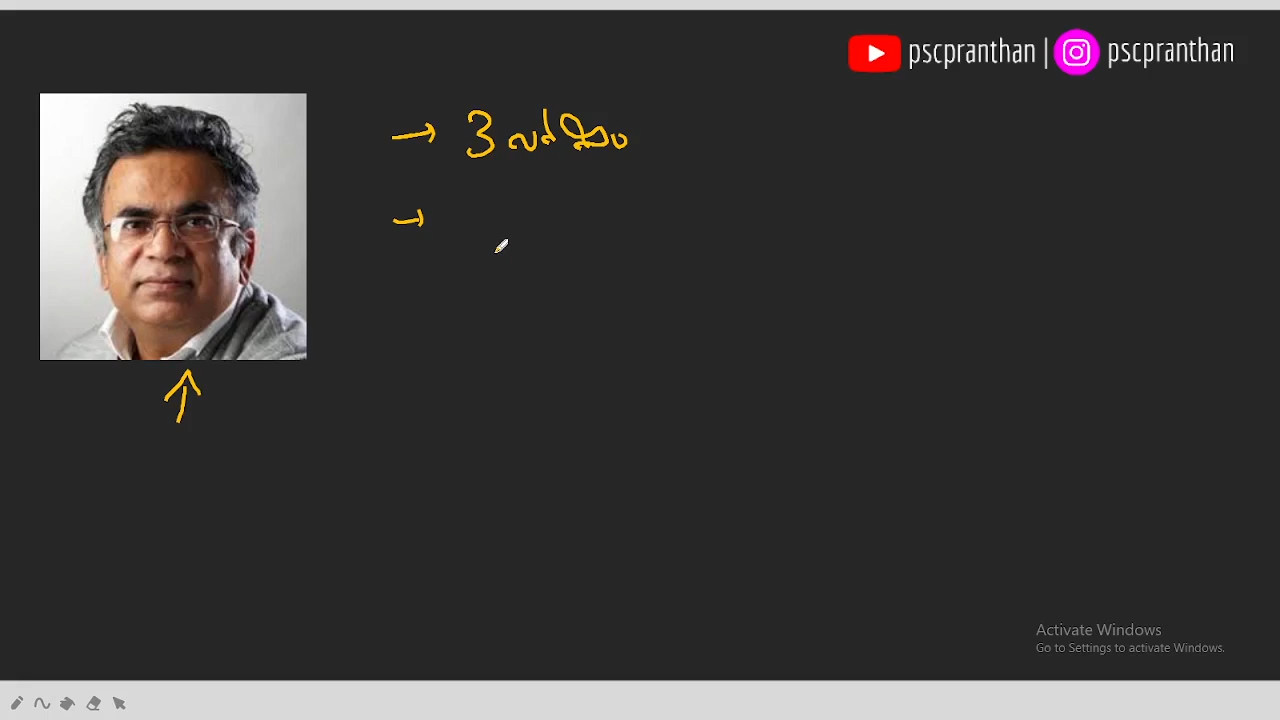 pscpranthan | pscpranthan
→ 3 വർഷം
→
Activate Windows
Go to Settings to activate Windows.